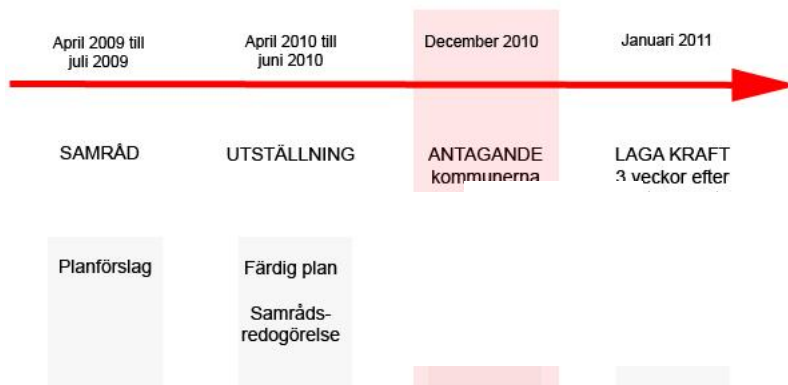 April 2009 till
juli 2009
April 2010 till
juni 2010
December 2010
Januari 2011
SAMRÅD
UTSTÄLLNING
ANTAGANDE
kommunerna
LAGA KRAFT
3 veckor efter
Planförslag
Färdig plan
Samråds-
redogörelse